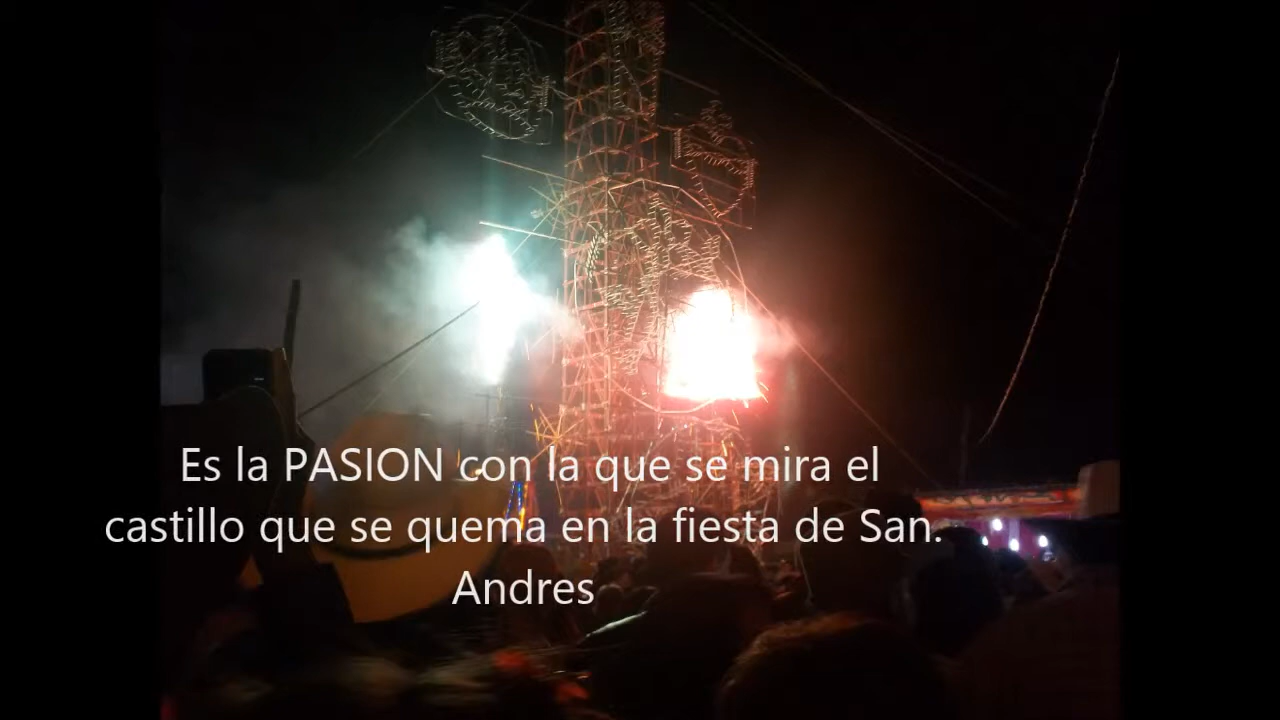 Es la PASION con la que se mira el
castillo que se quema en la fiesta de San.
Andres